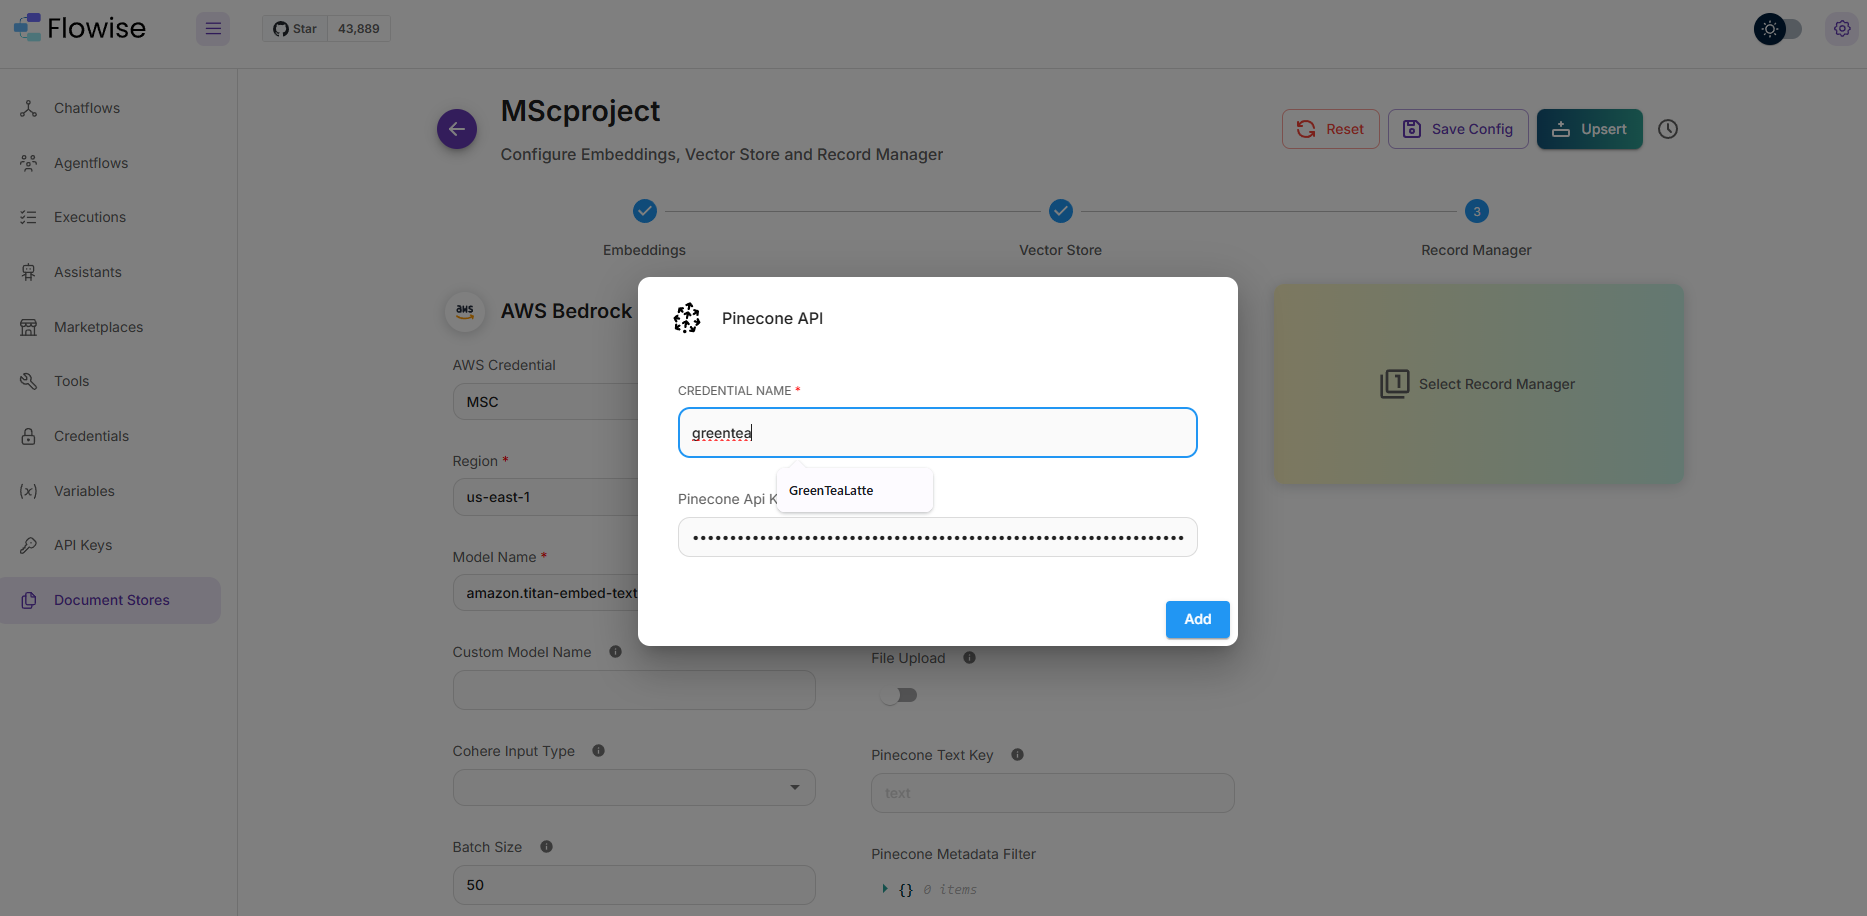 Flowise
Star 43,889
Chatflows
Agentflows
Executions
Assistants
Marketplaces
Tools
Credentials
Variables
API Keys
Document Stores
MScproject
Configure Embeddings, Vector Store and Record Manager
Reset
Save Config
Upsert
3
Embeddings
Vector Store
Record Manager
aws
AWS Bedrock
AWS Credential
MSC
Region *
us-east-1
Model Name *
amazon.titan-embed-text
Custom Model Name
Cohere Input Type
Batch Size
50
Pinecone API
CREDENTIAL NAME *
greentea
GreenTeaLatte
Pinecone Api K
••••••••••••••••••••••••••••••••••••••••••••••••••••••••••••••••••
Add
File Upload
Pinecone Text Key
text
Pinecone Metadata Filter
{} 0 items
1 Select Record Manager